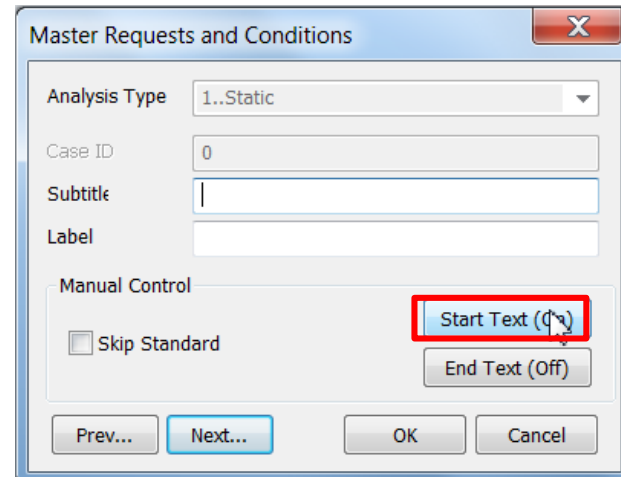 Master Requests and Conditions
Analysis Type 1..Static
Case ID 0
Subtitle
Label
Manual Control
Start Text (On)
Skip Standard
End Text (Off)
Prev... Next... OK Cancel